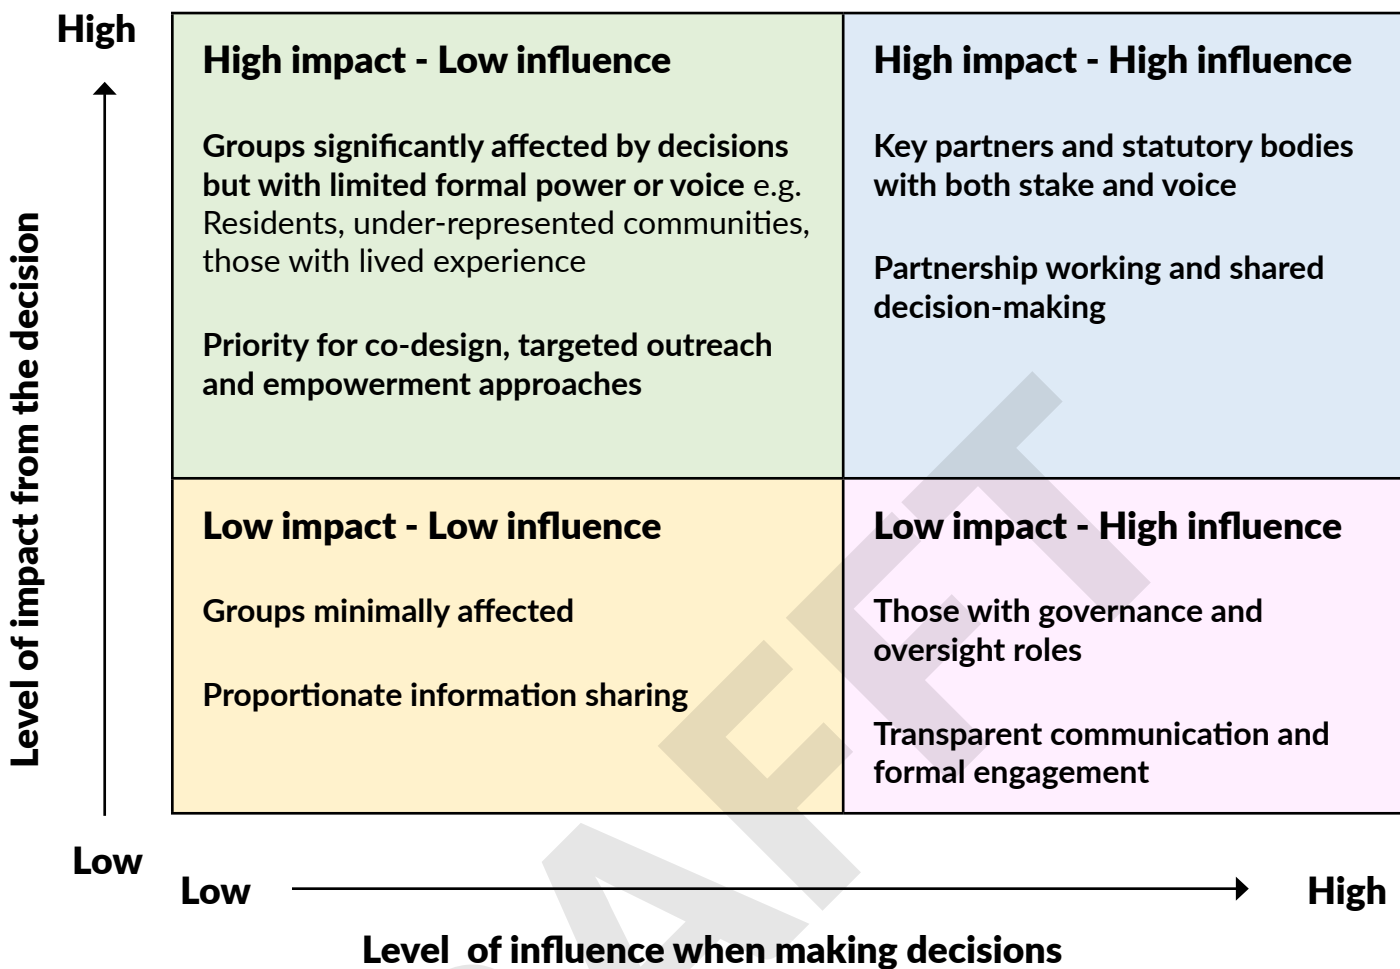 High
High impact - Low influence
Groups significantly affected by decisions
but with limited formal power or voice e.g.
Residents, under-represented communities,
those with lived experience
Priority for co-design, targeted outreach
and empowerment approaches
High impact - High influence
Key partners and statutory bodies
with both stake and voice
Partnership working and shared
decision-making
Level of impact from the decision
Low impact - Low influence
Groups minimally affected
Proportionate information sharing
Low impact - High influence
Those with governance and
oversight roles
Transparent communication and
formal engagement
Low
Low
High
Level  of influence when making decisions
AFT